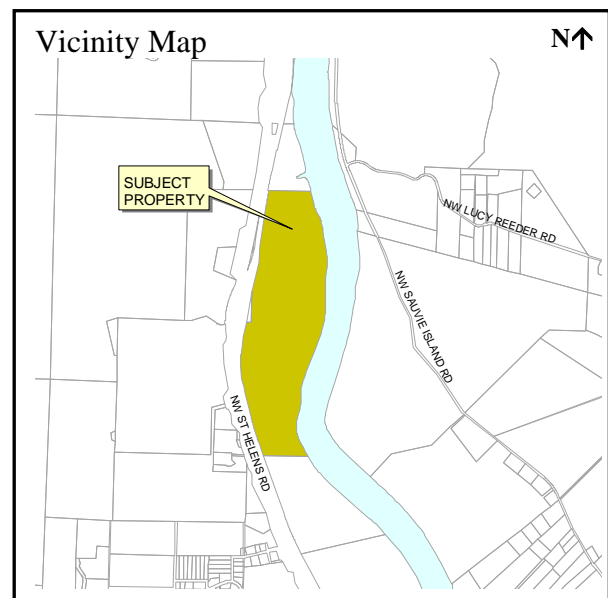 Vicinity Map
N↑
SUBJECT
PROPERTY
NW LUCY REEDER RD
NW SAUVIE ISLAND RD
NW ST HELENS RD